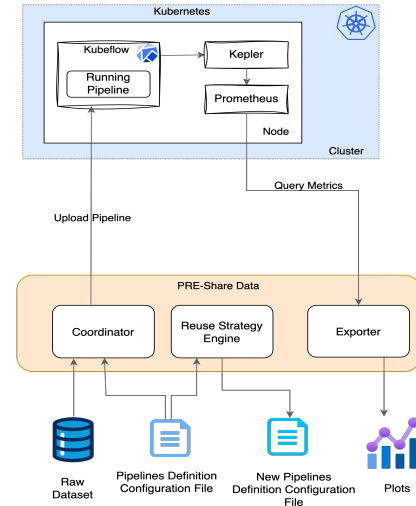 Kubernetes
Kubeflow
Running
Pipeline
Kepler
Prometheus
Node
Cluster
Query Metrics
Upload Pipeline
PRE-Share Data
Coordinator
Reuse Strategy
Engine
Exporter
Raw
Dataset
Pipelines Definition
Configuration File
New Pipelines
Definition Configuration
File
Plots